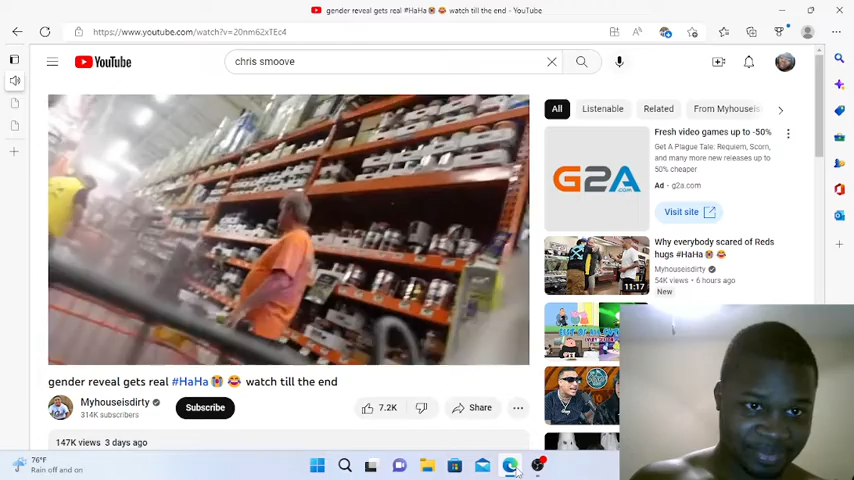 gender reveal gets real #HaHa😭😂 watch till the end - YouTube
https://www.youtube.com/watch?v=20nm62xTEc4
YouTube
chris smoove
All
Listenable
Related
From Myhouseis
Fresh video games up to -50%
Get A Plague Tale: Requiem, Scorn,
and many more new releases up to
60% cheaper
Ad · g2a.com
Visit site
G2A
.COM
Why everybody scared of Reds
hugs #HaHa😭😂
Myhouseisdirty
54K views · 6 hours ago
New
11:17
gender reveal gets real #HaHa😭😂 watch till the end
Myhouseisdirty
314K subscribers
Subscribe
7.2K
Share
147K views 3 days ago
76°F
Rain off and on